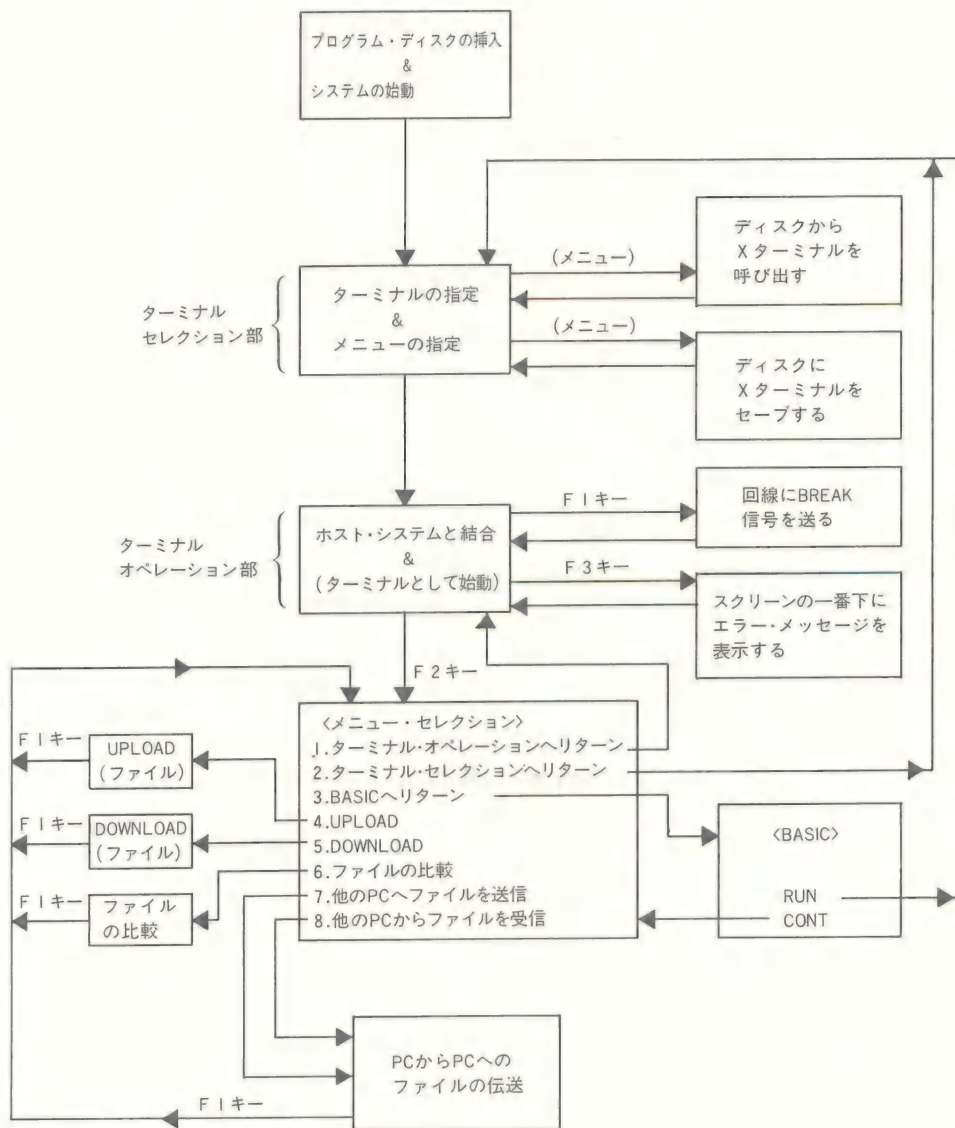 プログラム・ディスクの挿入
&
システムの始動
ディスクから
Xターミナルを
呼び出す
(メニュー)
ターミナル
セレクション部
ターミナルの指定
&
メニューの指定
(メニュー)
ディスクに
Xターミナルを
セーブする
F1キー
回線にBREAK
信号を送る
ターミナル
オペレーション部
ホスト・システムと結合
&
(ターミナルとして始動)
F3キー
スクリーンの一番下に
エラー・メッセージを
表示する
F2キー
〈メニュー・セレクション〉
1.ターミナル・オペレーションへリターン
2.ターミナル・セレクションへリターン
3.BASICへリターン
4.UPLOAD
5.DOWNLOAD
6.ファイルの比較
7.他のPCへファイルを送信
8.他のPCからファイルを受信
F1キー
UPLOAD
(ファイル)
F1キー
DOWNLOAD
(ファイル)
F1キー
ファイル
の比較
〈BASIC〉
RUN
CONT
PCからPCへの
ファイルの伝送
F1キー